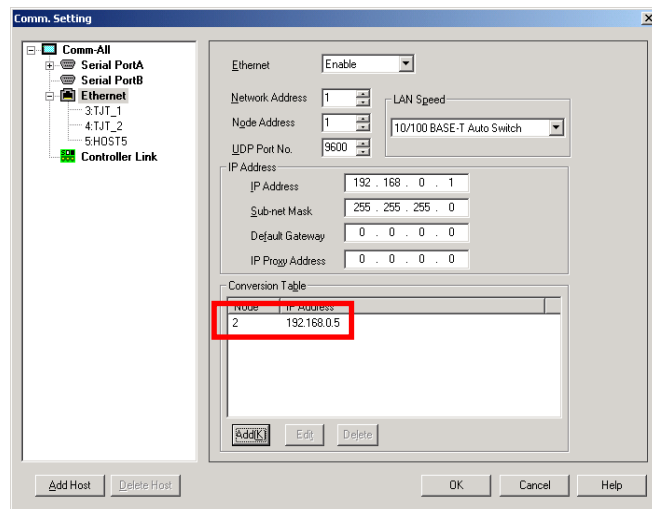 Comm. Setting
Comm-All
Serial PortA
Serial PortB
Ethernet
3:TJT_1
4:TJT_2
5:HOST5
Controller Link
Ethernet Enable
Network Address 1
Node Address 1
UDP Port No. 9600
LAN Speed
10/100 BASE-T Auto Switch
IP Address
IP Address 192 . 168 . 0 . 1
Sub-net Mask 255 . 255 . 255 . 0
Default Gateway 0 . 0 . 0 . 0
IP Proxy Address 0 . 0 . 0 . 0
Conversion Table
Node IP Address
2 192.168.0.5
Add[K] Edit Delete
Add Host Delete Host OK Cancel Help